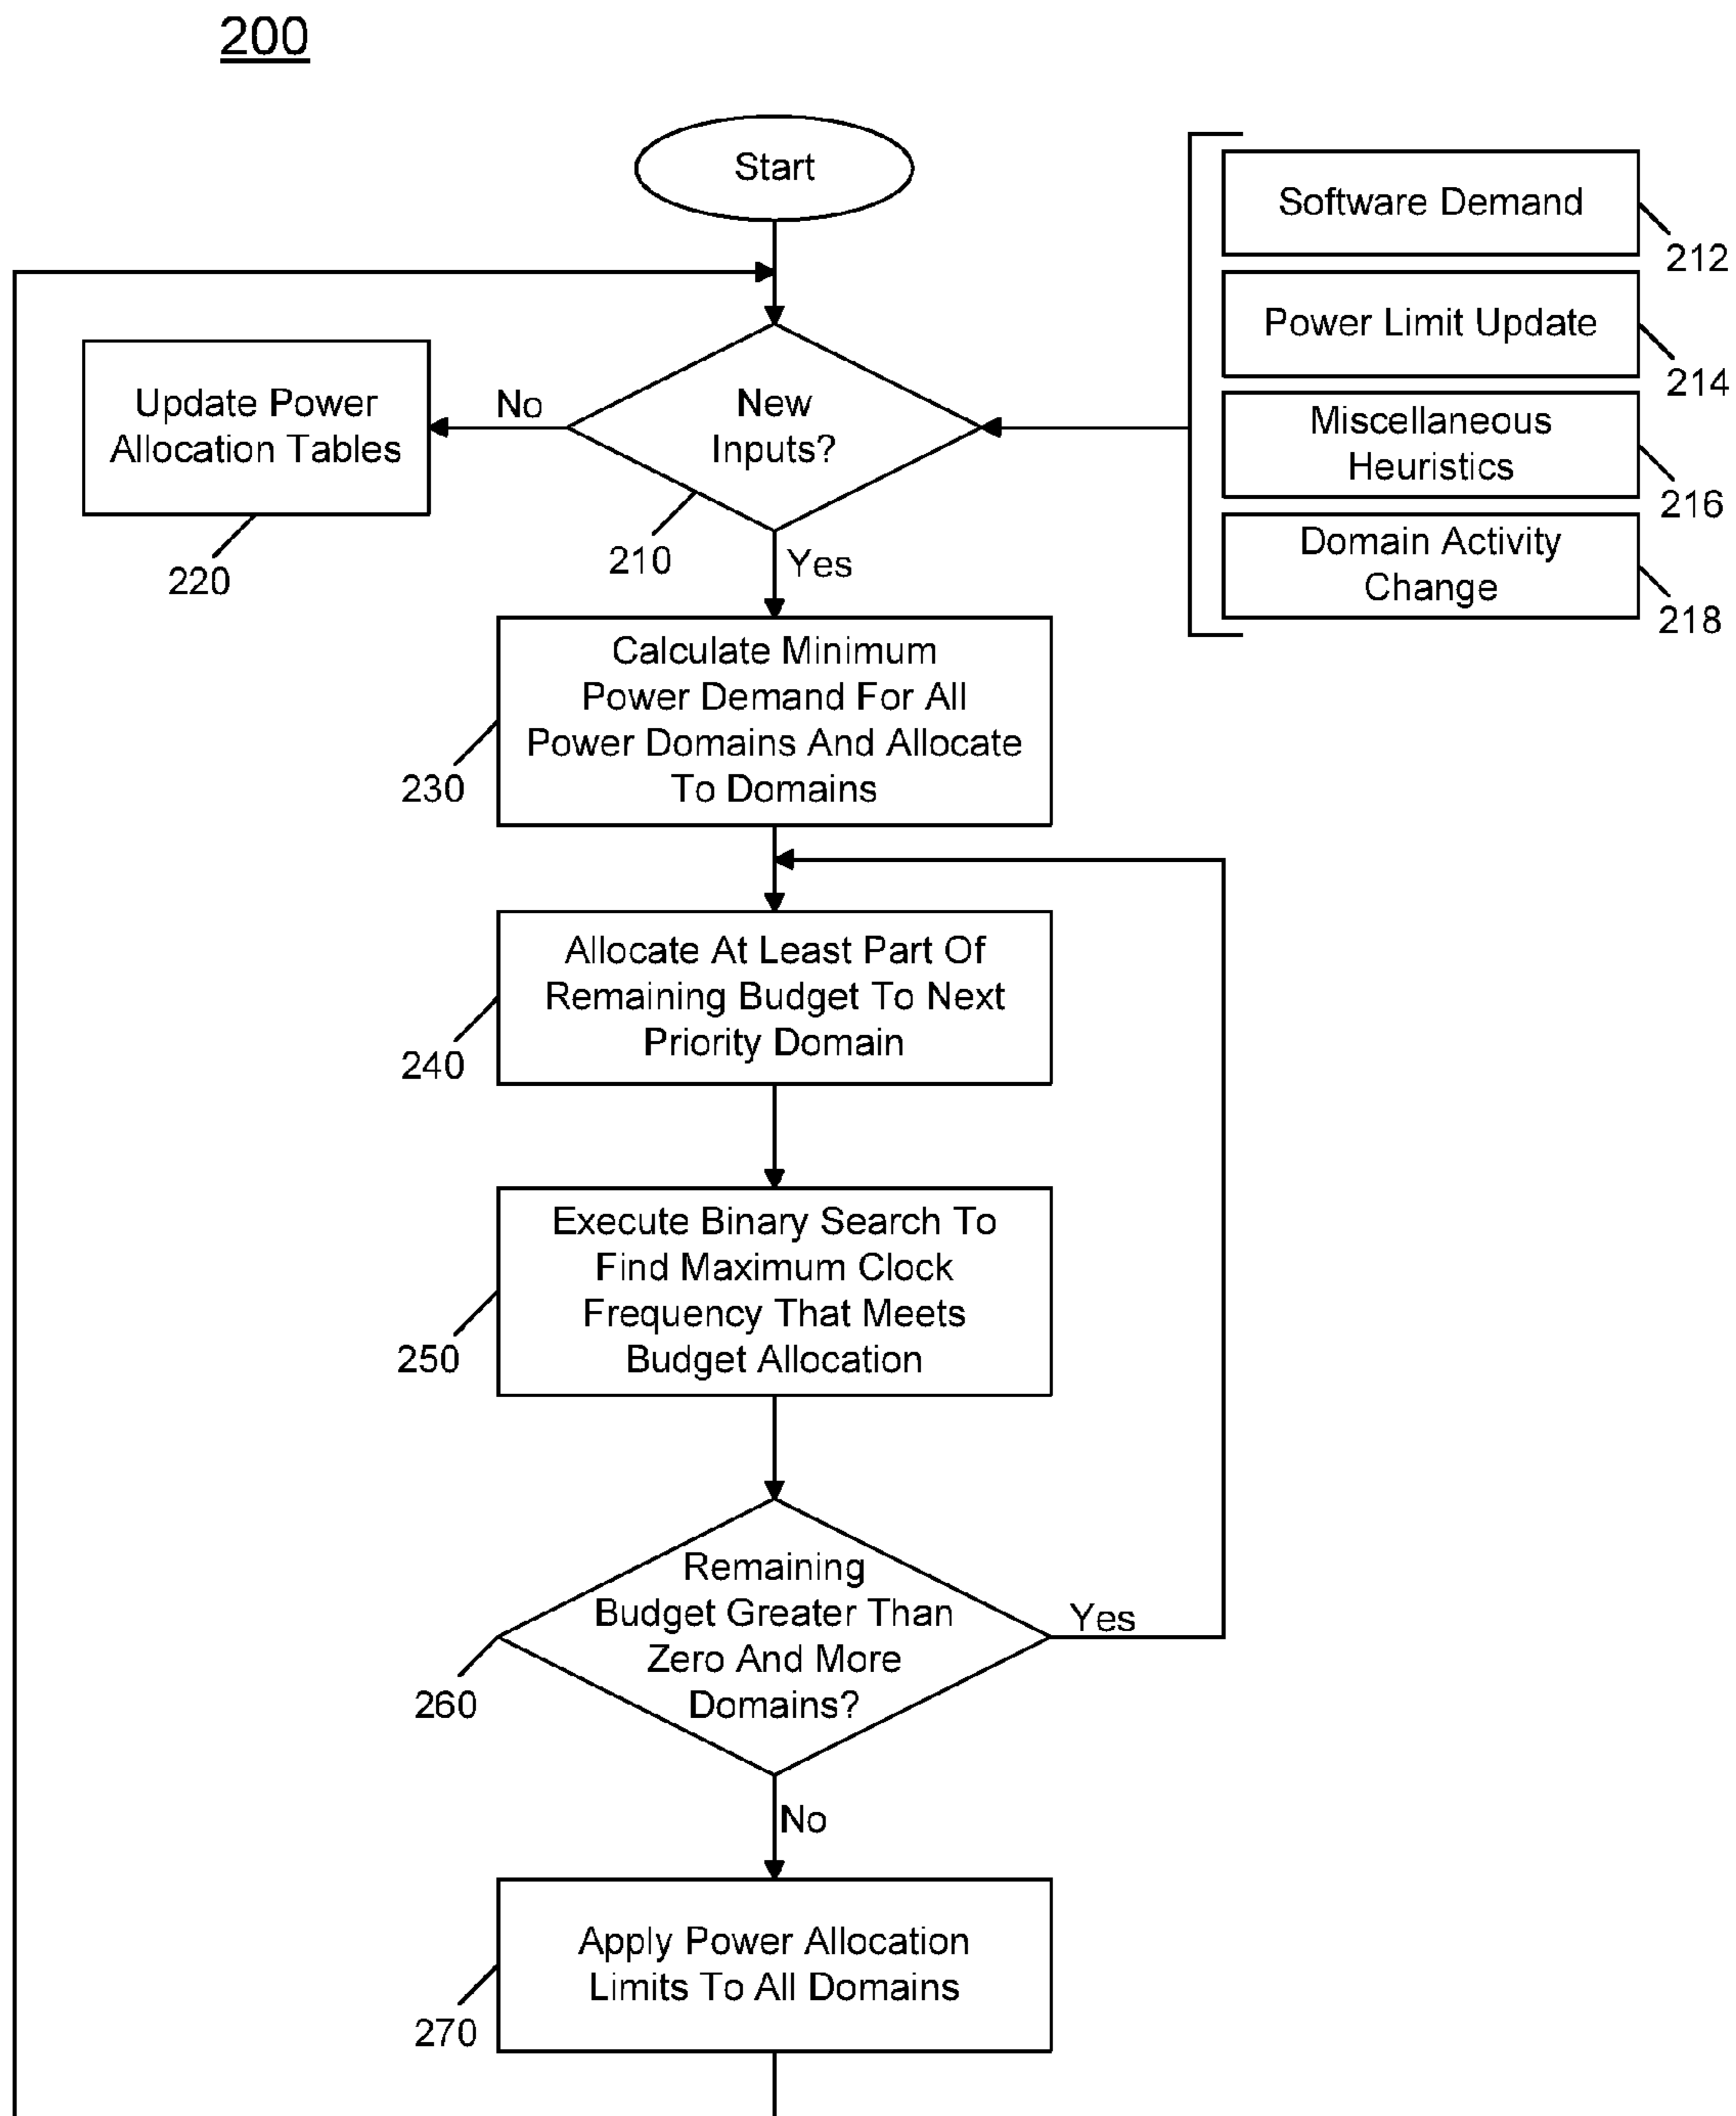 200
Start
Software Demand
212
Power Limit Update
214
Miscellaneous
Heuristics
216
Domain Activity
Change
218
New
Inputs?
210
No
Update Power
Allocation Tables
220
Yes
Calculate Minimum
Power Demand For All
Power Domains And Allocate
To Domains
230
Allocate At Least Part Of
Remaining Budget To Next
Priority Domain
240
Execute Binary Search To
Find Maximum Clock
Frequency That Meets
Budget Allocation
250
Remaining
Budget Greater Than
Zero And More
Domains?
260
Yes
No
Apply Power Allocation
Limits To All Domains
270